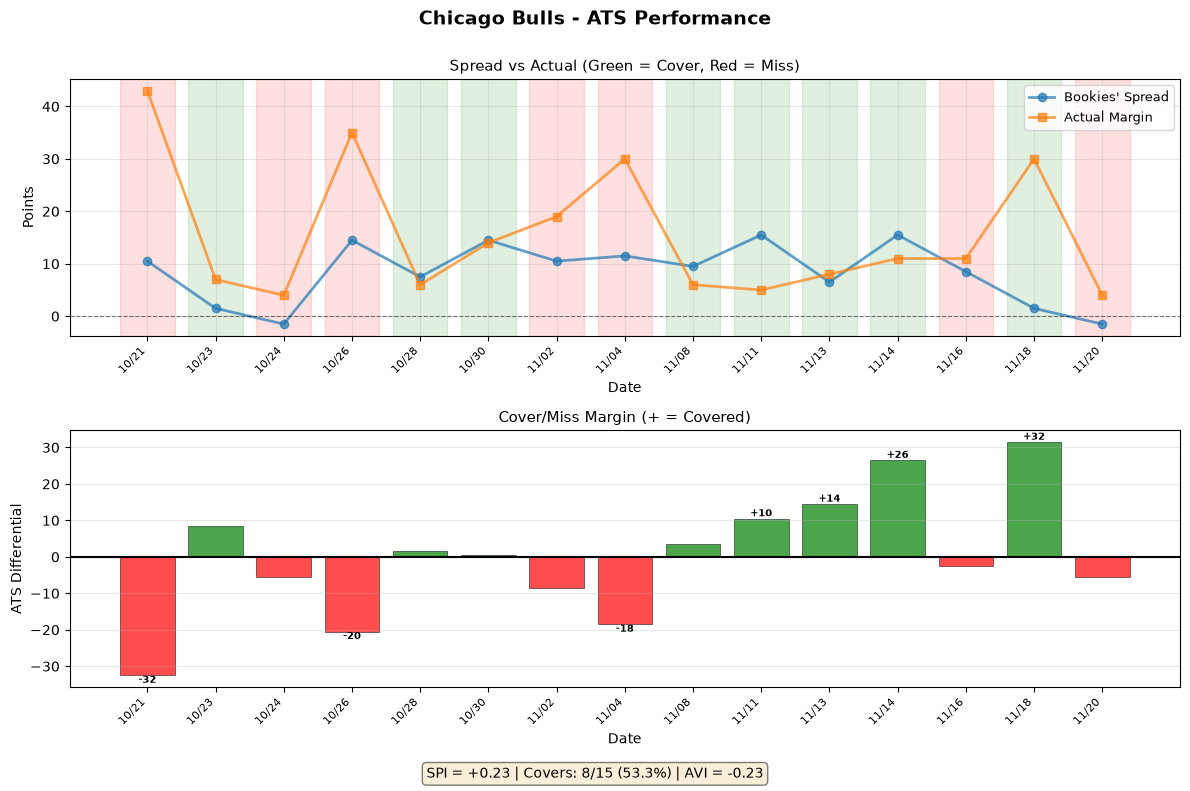 Chicago Bulls - ATS Performance
Spread vs Actual (Green = Cover, Red = Miss)
Points
40
30
20
10
0
Bookies' Spread
Actual Margin
10/21 10/23 10/24 10/26 10/28 10/30 11/02 11/04 11/08 11/11 11/13 11/14 11/16 11/18 11/20
Date
Cover/Miss Margin (+ = Covered)
ATS Differential
30
20
10
0
−10
−20
−30
-32 -20 -18 +10 +14 +26 +32
10/21 10/23 10/24 10/26 10/28 10/30 11/02 11/04 11/08 11/11 11/13 11/14 11/16 11/18 11/20
Date
SPI = +0.23 | Covers: 8/15 (53.3%) | AVI = -0.23